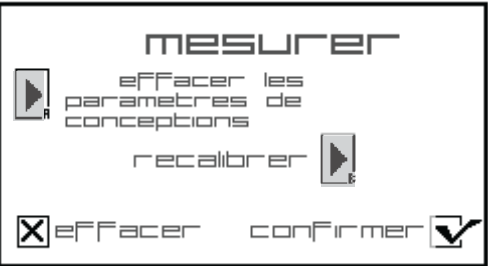 mesurer
effacer les
parametres de
conceptions
A
recalibrer
B
effacer confirmer